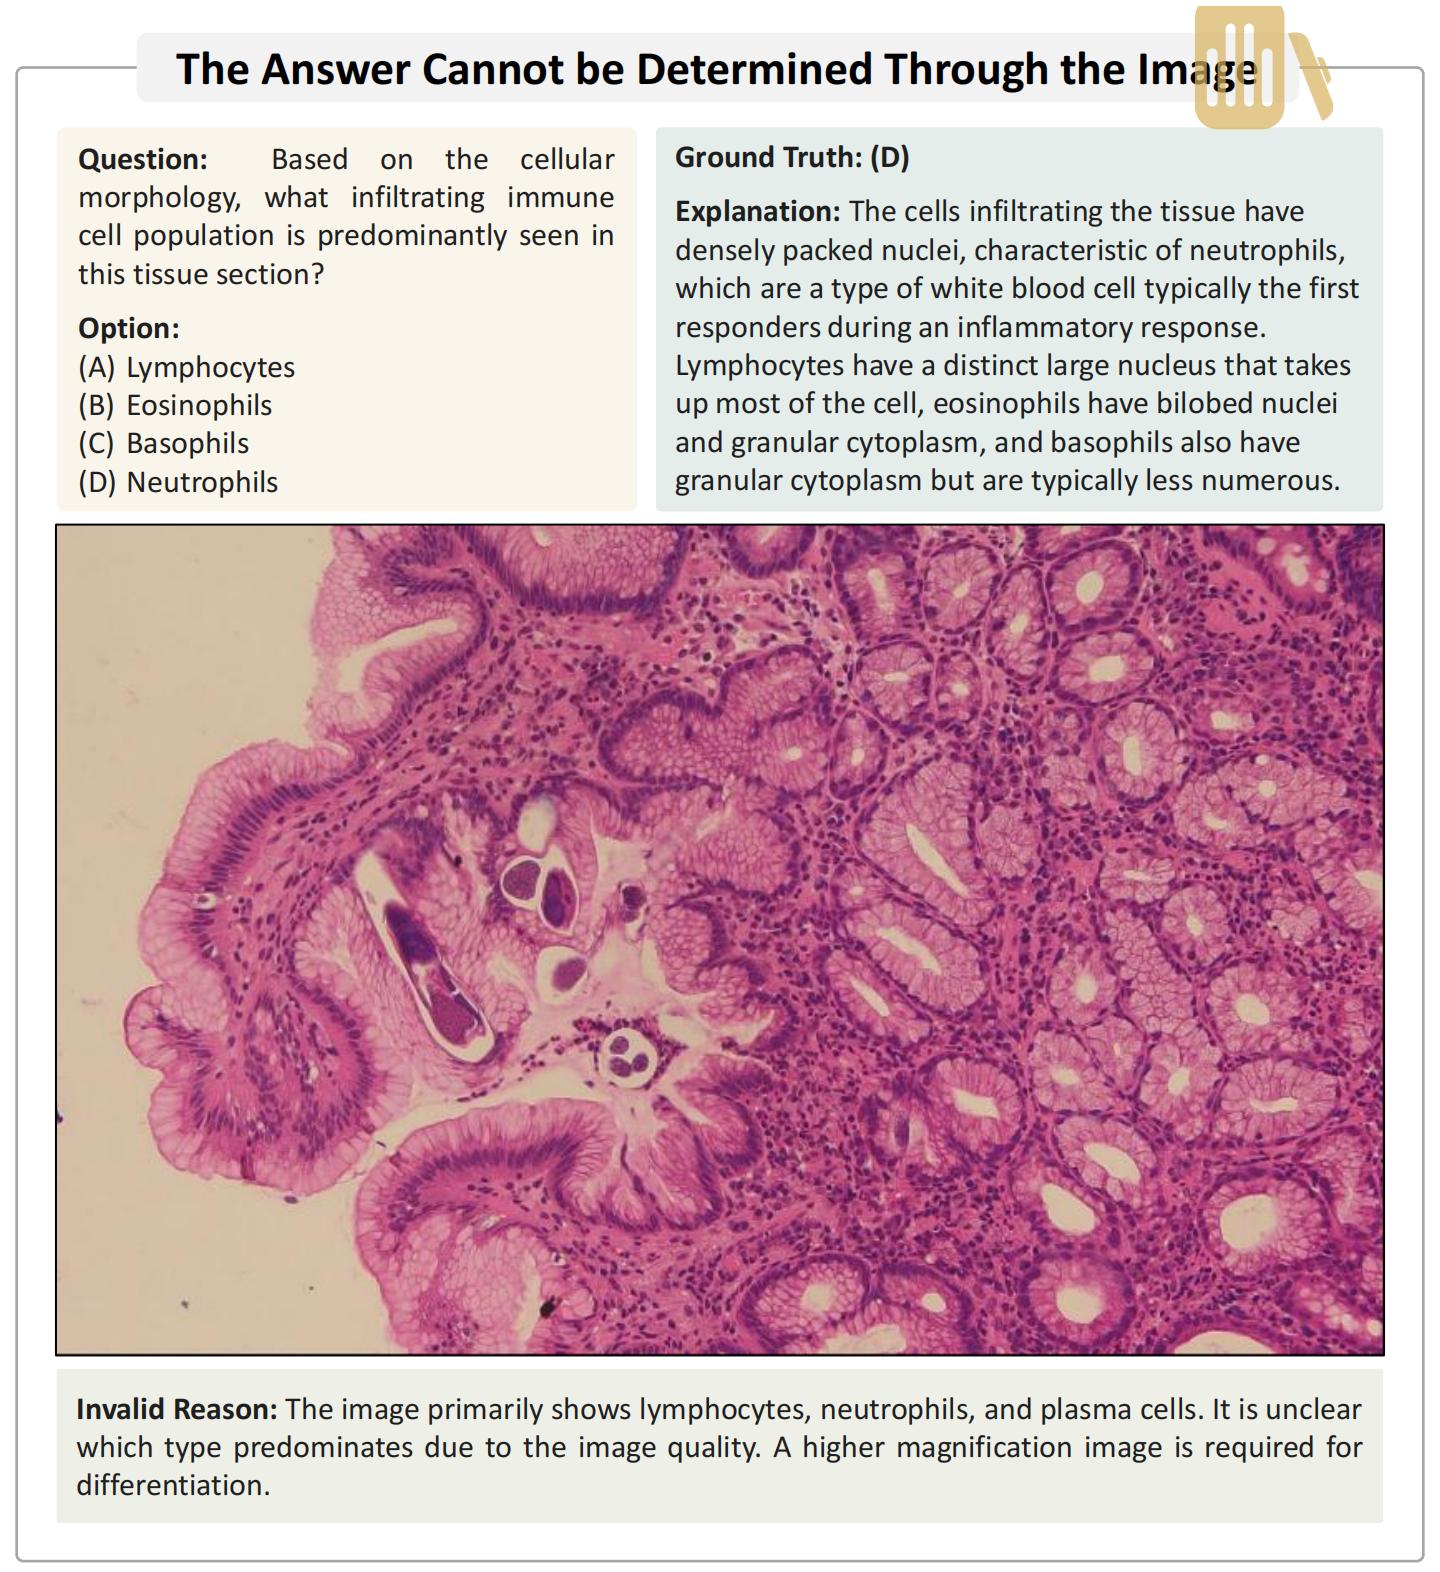 The Answer Cannot be Determined Through the Image
Question: Based on the cellular
morphology, what infiltrating immune
cell population is predominantly seen in
this tissue section?
Option:
(A) Lymphocytes
(B) Eosinophils
(C) Basophils
(D) Neutrophils
Ground Truth: (D)
Explanation: The cells infiltrating the tissue have
densely packed nuclei, characteristic of neutrophils,
which are a type of white blood cell typically the first
responders during an inflammatory response.
Lymphocytes have a distinct large nucleus that takes
up most of the cell, eosinophils have bilobed nuclei
and granular cytoplasm, and basophils also have
granular cytoplasm but are typically less numerous.
Invalid Reason: The image primarily shows lymphocytes, neutrophils, and plasma cells. It is unclear
which type predominates due to the image quality. A higher magnification image is required for
differentiation.